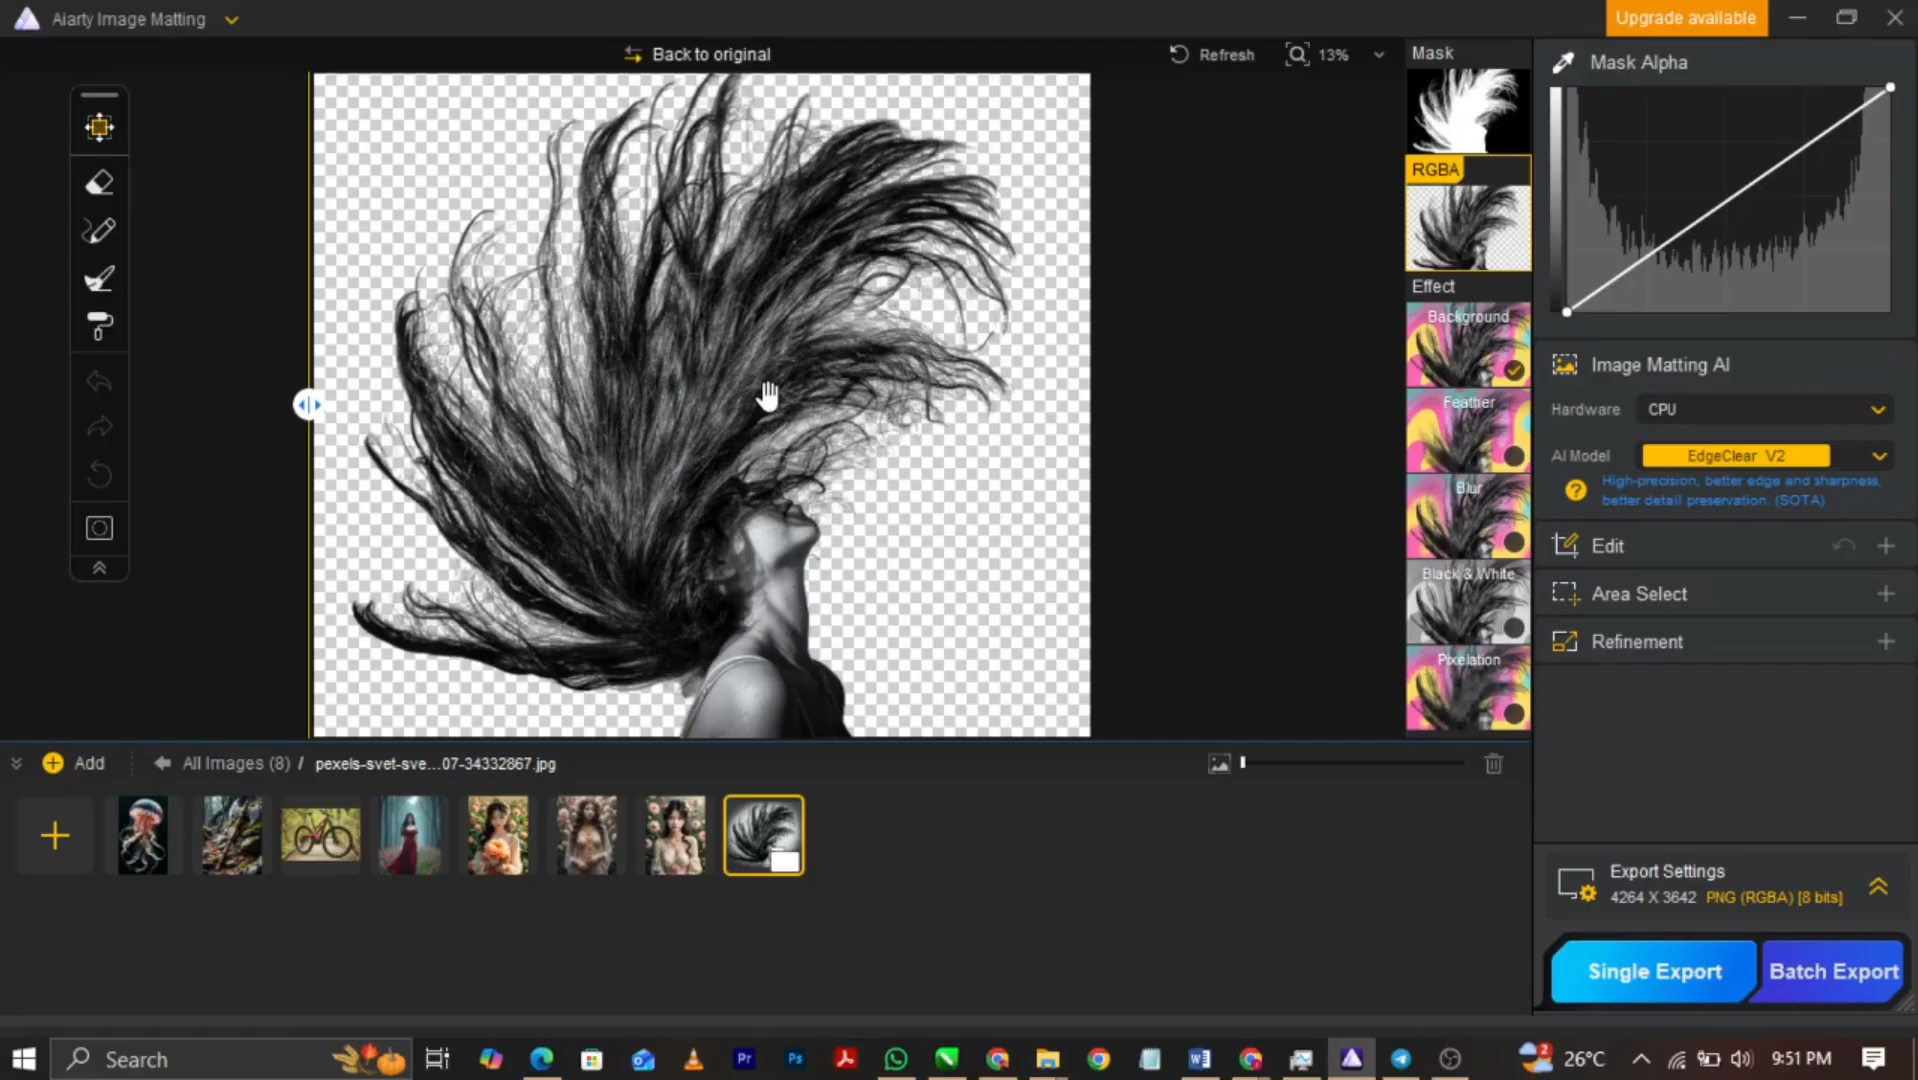 Aiarty Image Matting
Upgrade available
Back to original
Refresh
13%
Mask
RGBA
Effect
Background
Feather
Blur
Black & White
Pixelation
Mask Alpha
Image Matting AI
Hardware
CPU
AI Model
EdgeClear V2
High-precision, better edge and sharpness,
better detail preservation. (SOTA)
Edit
Area Select
Refinement
Add
All Images (8) / pexels-svet-sve...07-34332867.jpg
Export Settings
4264 X 3642 PNG (RGBA) [8 bits]
Single Export
Batch Export
Search
Pr
Ps
2
26°C
9:51 PM